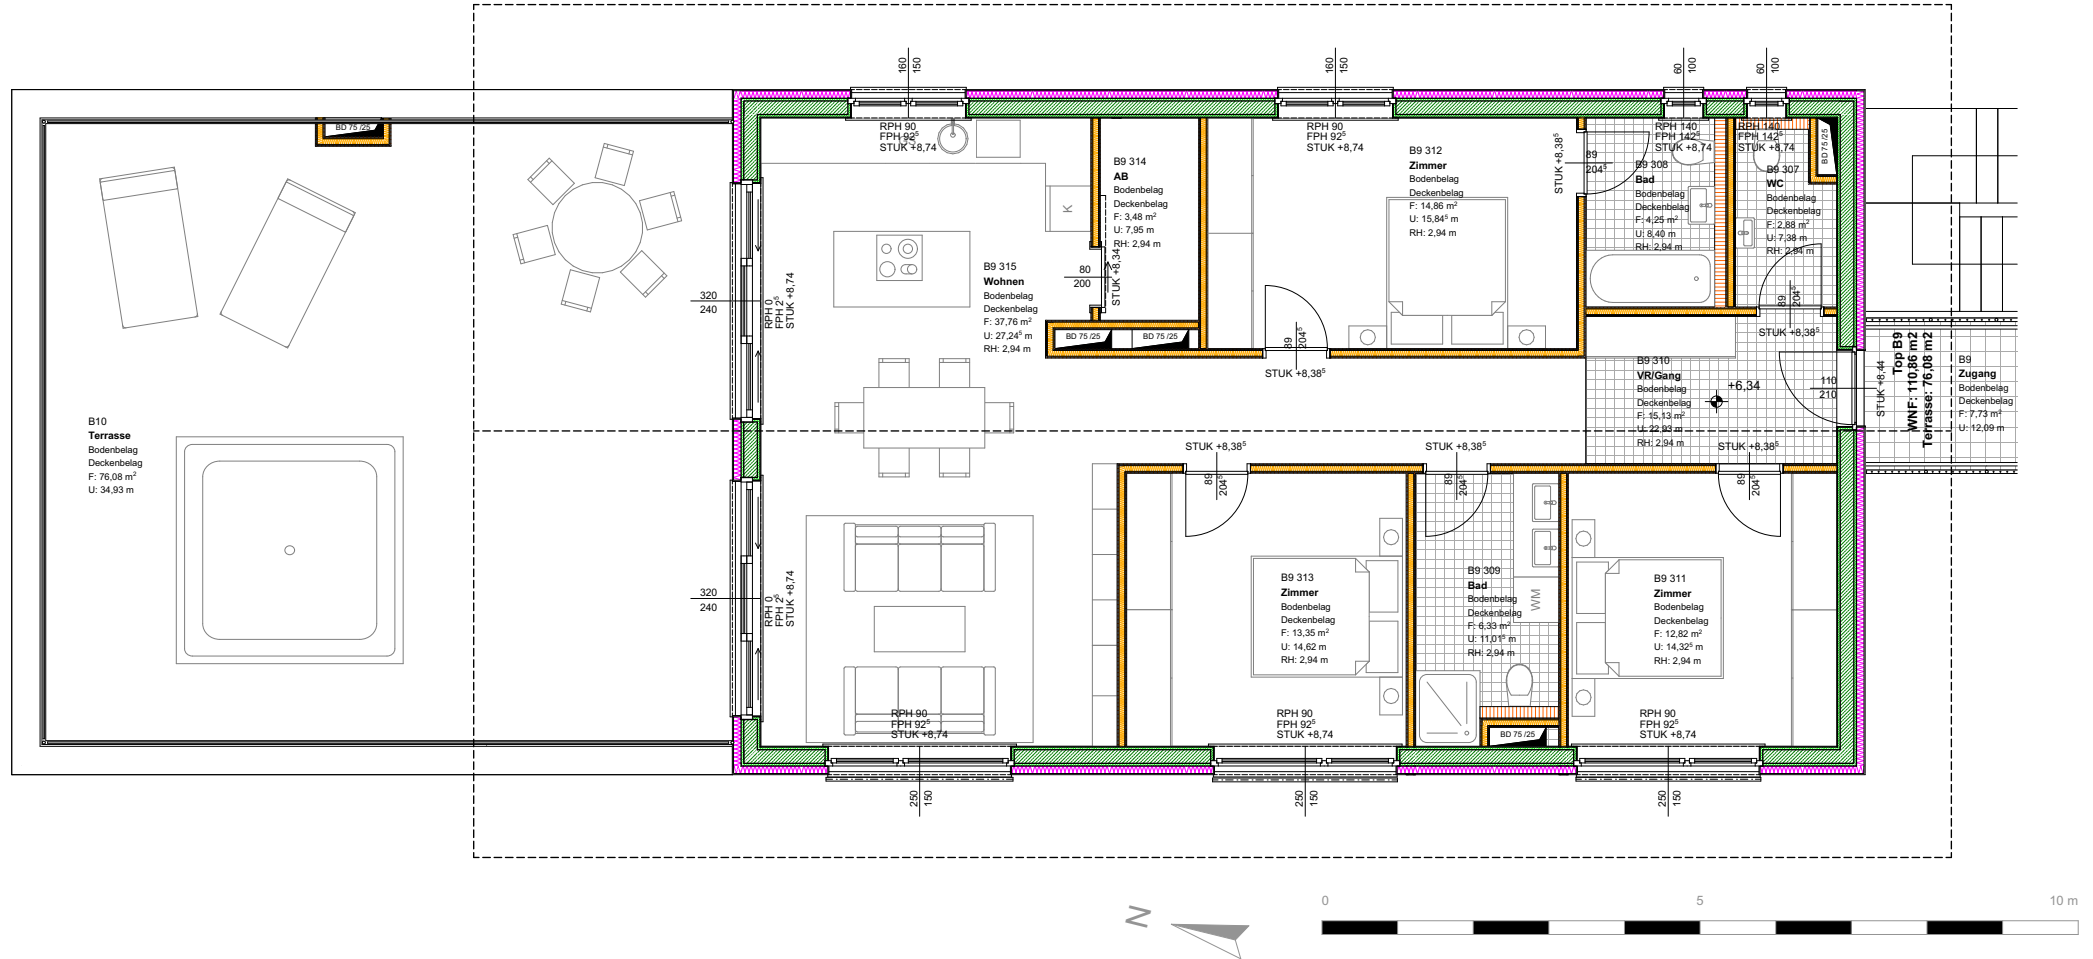 160
150
160
150
60
100
60
100
BD 75 /25
RPH 90
FPH 92⁵
STUK +8,74
RPH 90
FPH 92⁵
STUK +8,74
RPH 140
FPH 142⁵
STUK +8,74
RPH 140
FPH 142⁵
STUK +8,74
BD 75 /25
B9 314
AB
Bodenbelag
Deckenbelag
F: 3,48 m²
U: 7,95 m
RH: 2,94 m
B9 312
Zimmer
Bodenbelag
Deckenbelag
F: 14,86 m²
U: 15,84⁵ m
RH: 2,94 m
STUK +8,38⁵
89
204⁵
B9 308
Bad
Bodenbelag
Deckenbelag
F: 4,25 m²
U: 8,40 m
RH: 2,94 m
B9 307
WC
Bodenbelag
Deckenbelag
F: 2,88 m²
U: 7,38 m
RH: 2,94 m
K
80
200
STUK +8,34
B9 315
Wohnen
Bodenbelag
Deckenbelag
F: 37,76 m²
U: 27,24⁵ m
RH: 2,94 m
320
240
RPH 0
FPH 2⁵
STUK +8,74
BD 75 /25
BD 75 /25
89
204⁵
STUK +8,38⁵
89
204⁵
STUK +8,38⁵
B9 310
VR/Gang
Bodenbelag
Deckenbelag
F: 15,13 m²
U: 22,93 m
RH: 2,94 m
+6,34
110
210
STUK +8,44
Top B9
WNF: 110,86 m2
Terrasse: 76,08 m2
B9
Zugang
Bodenbelag
Deckenbelag
F: 7,73 m²
U: 12,09 m
B10
Terrasse
Bodenbelag
Deckenbelag
F: 76,08 m²
U: 34,93 m
STUK +8,38⁵
89
204⁵
STUK +8,38⁵
89
204⁵
STUK +8,38⁵
89
204⁵
320
240
RPH 0
FPH 2⁵
STUK +8,74
B9 313
Zimmer
Bodenbelag
Deckenbelag
F: 13,35 m²
U: 14,62 m
RH: 2,94 m
B9 309
Bad
Bodenbelag
Deckenbelag
F: 6,33 m²
U: 11,01⁵ m
RH: 2,94 m
WM
B9 311
Zimmer
Bodenbelag
Deckenbelag
F: 12,82 m²
U: 14,32⁵ m
RH: 2,94 m
RPH 90
FPH 92⁵
STUK +8,74
RPH 90
FPH 92⁵
STUK +8,74
BD 75 /25
RPH 90
FPH 92⁵
STUK +8,74
250
150
250
150
250
150
N
0
5
10 m